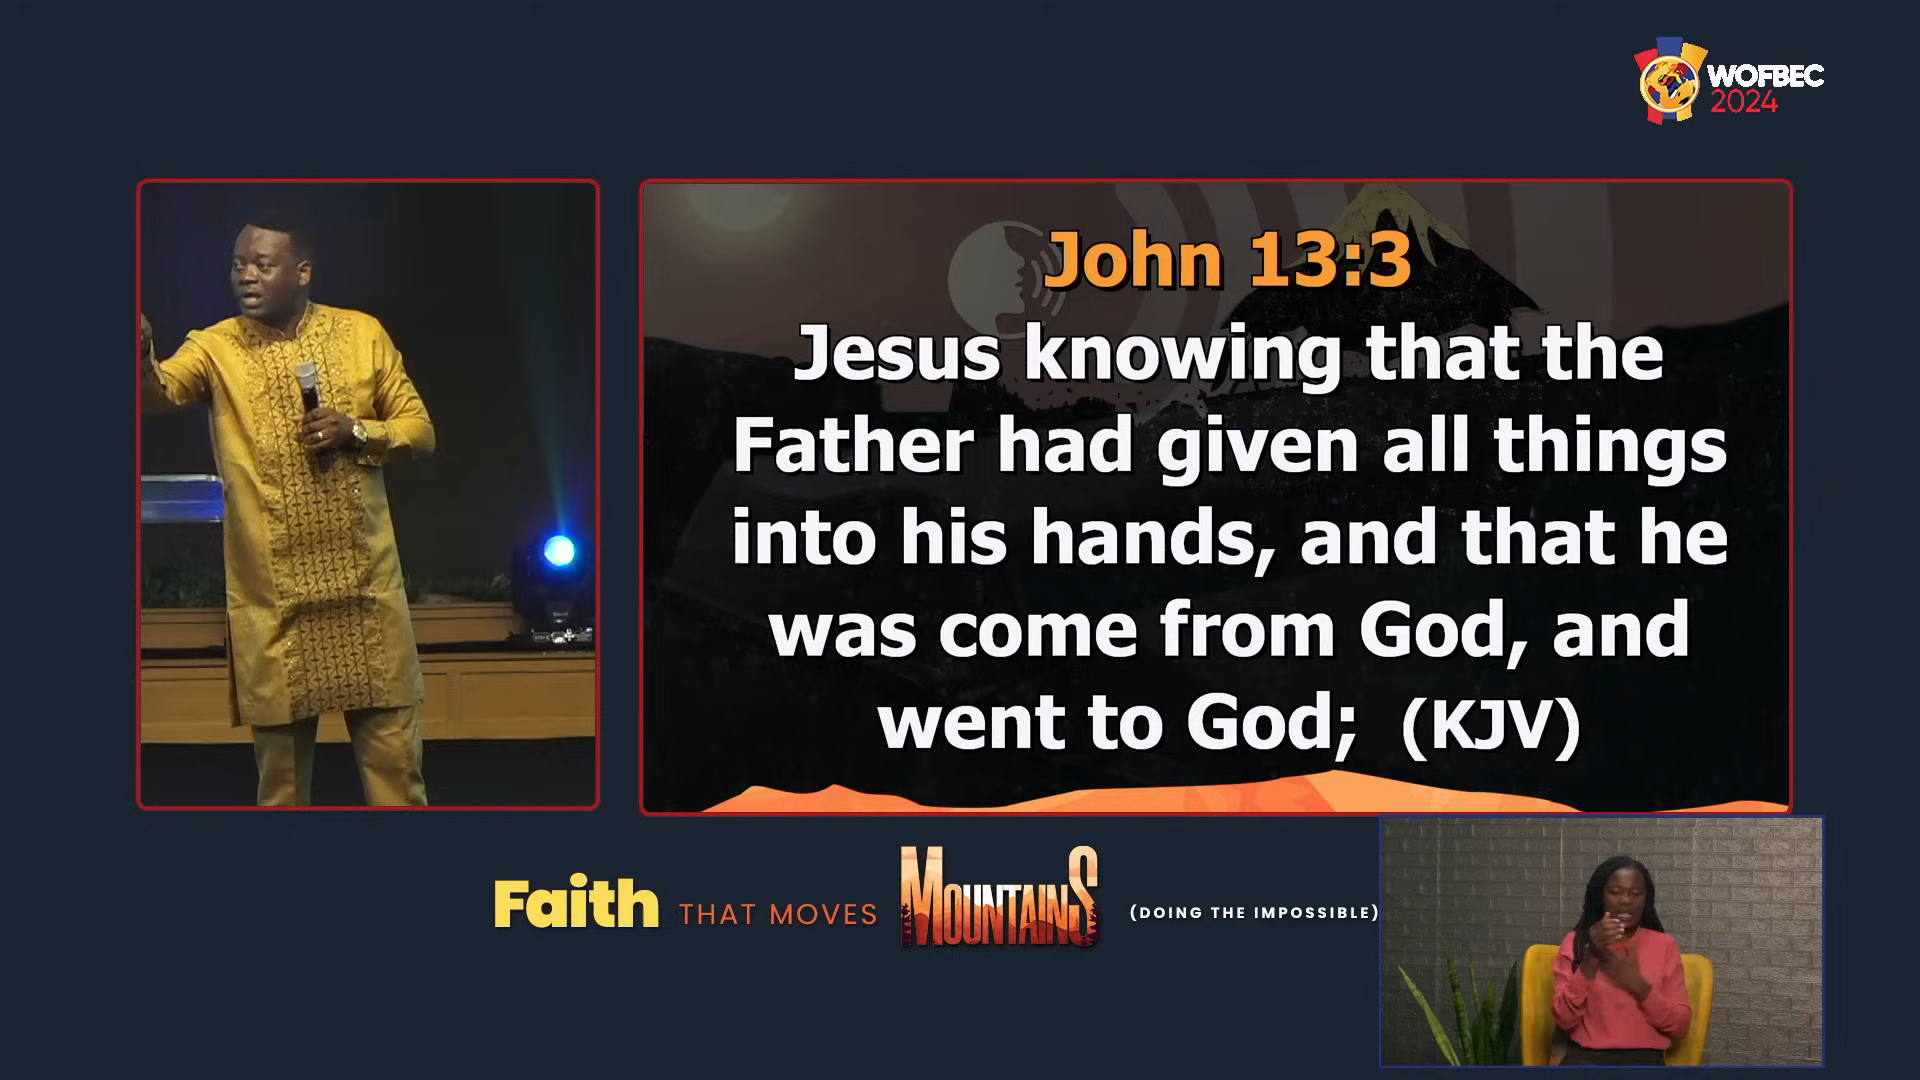 WOFBEC
2024
John 13:3
Jesus knowing that the
Father had given all things
into his hands, and that he
was come from God, and
went to God; (KJV)
Faith THAT MOVES MOUNTAINS (DOING THE IMPOSSIBLE)